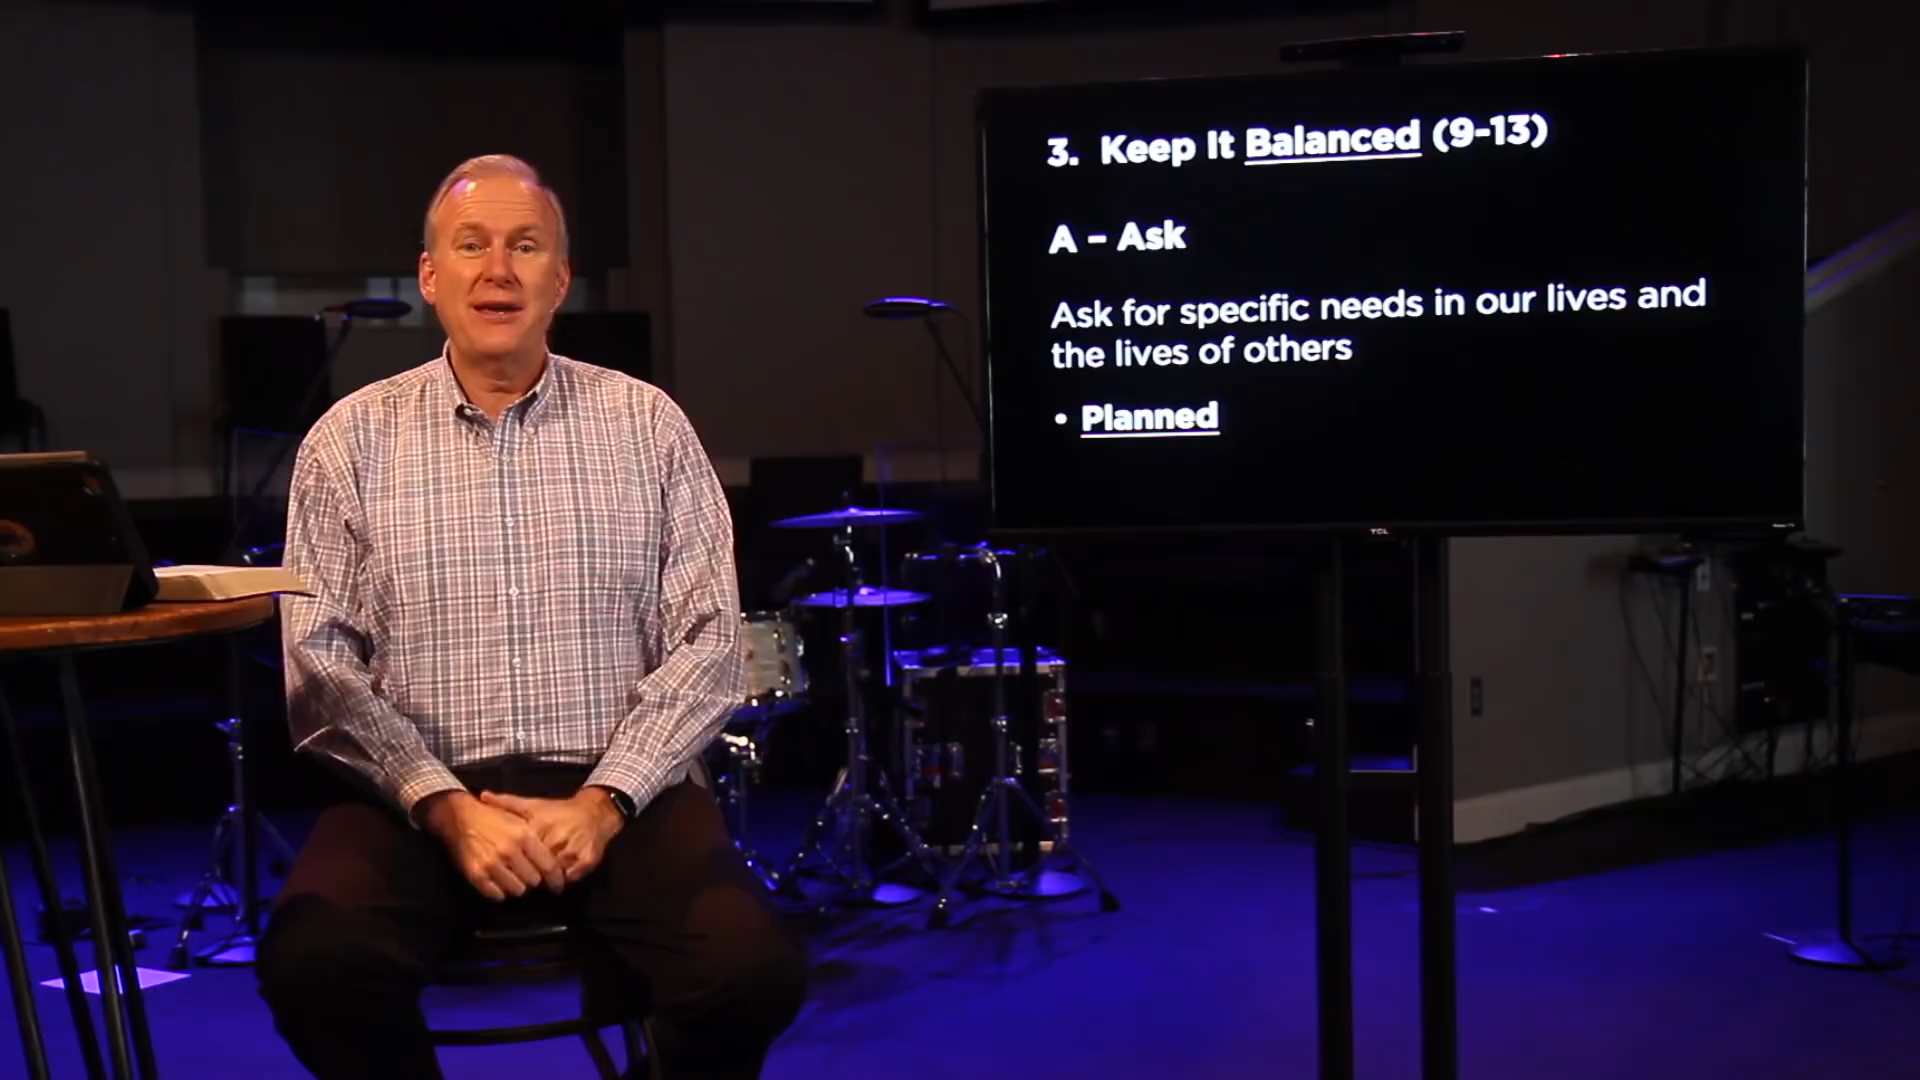 3. Keep It Balanced (9-13)
A – Ask
Ask for specific needs in our lives and
the lives of others
• Planned
TCL